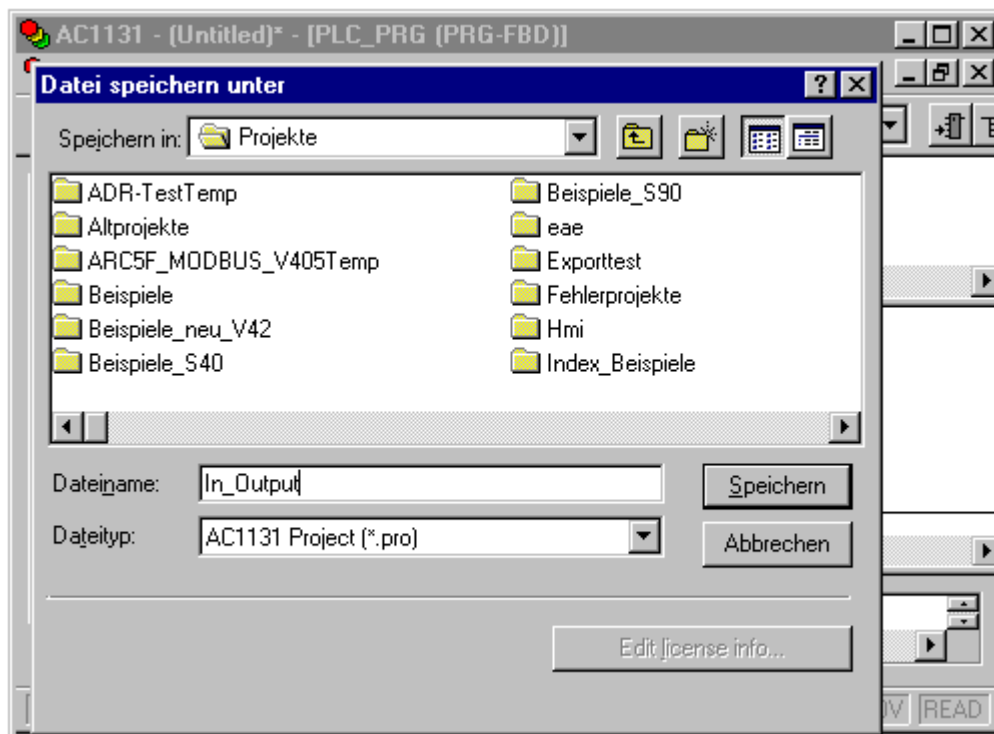 AC1131 - (Untitled)* - [PLC_PRG (PRG-FBD)]
Datei speichern unter
Speichern in: Projekte
ADR-TestTemp
Altprojekte
ARC5F_MODBUS_V405Temp
Beispiele
Beispiele_neu_V42
Beispiele_S40
Beispiele_S90
eae
Exporttest
Fehlerprojekte
Hmi
Index_Beispiele
Dateiname: In_Output Speichern
Dateityp: AC1131 Project (*.pro) Abbrechen
Edit license info...
READ